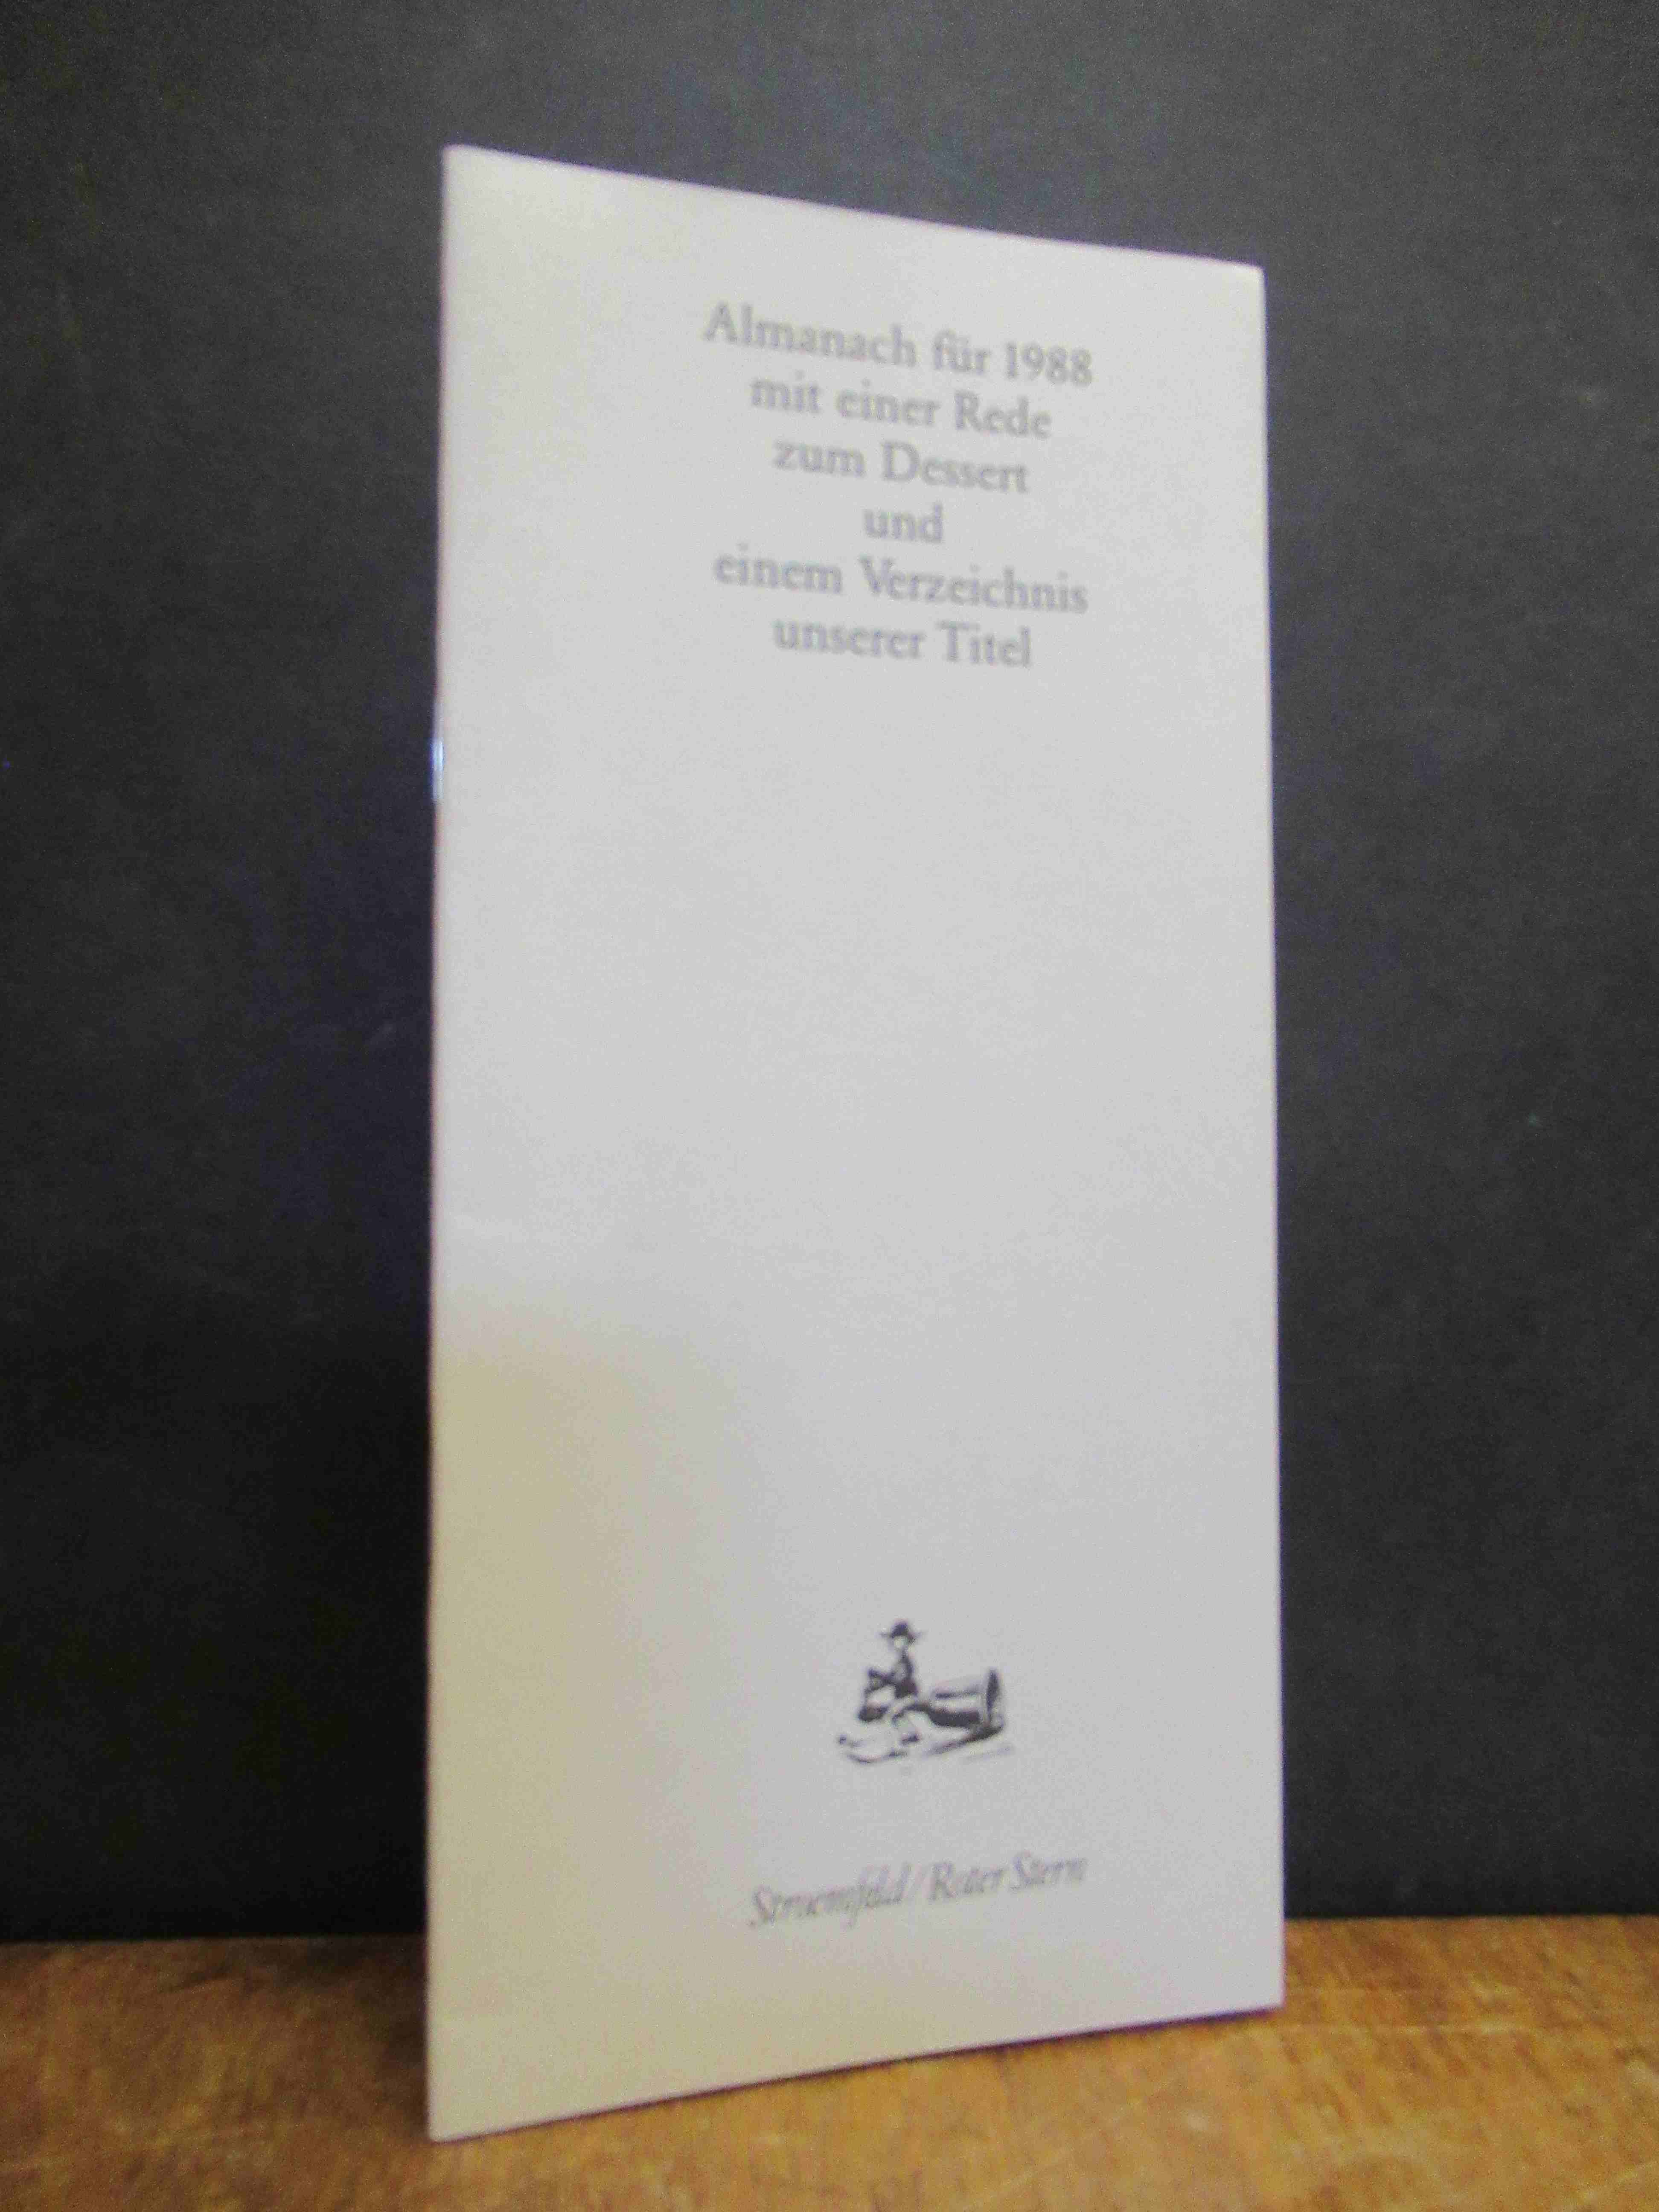 Almanach für 1988
mit einer Rede
zum Dessert
und
einem Verzeichnis
unserer Titel
Stroemfeld/Roter Stern